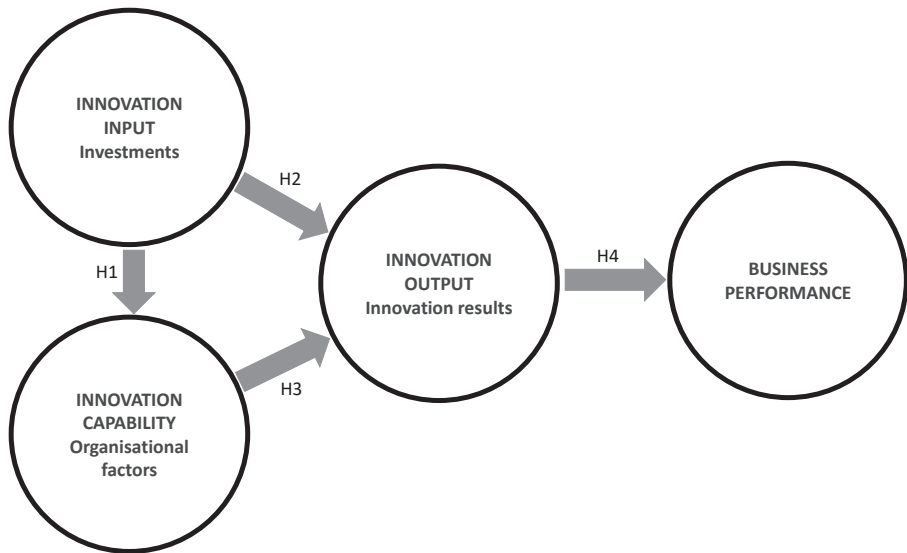 INNOVATION
INPUT
Investments
H2
H1
INNOVATION
OUTPUT
Innovation results
H4
BUSINESS
PERFORMANCE
H3
INNOVATION
CAPABILITY
Organisational
factors